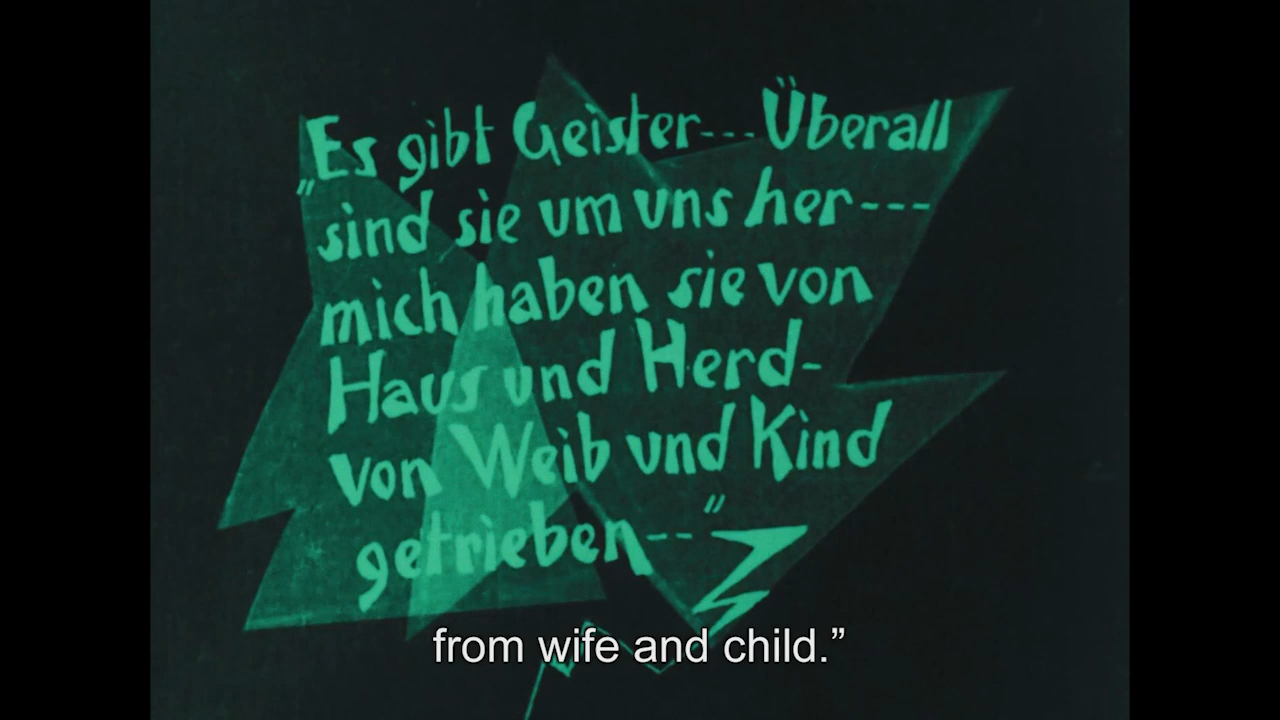 „Es gibt Geister--- Überall
sind sie um uns her---
mich haben sie von
Haus und Herd-
von Weib und Kind
getrieben---"
from wife and child.”